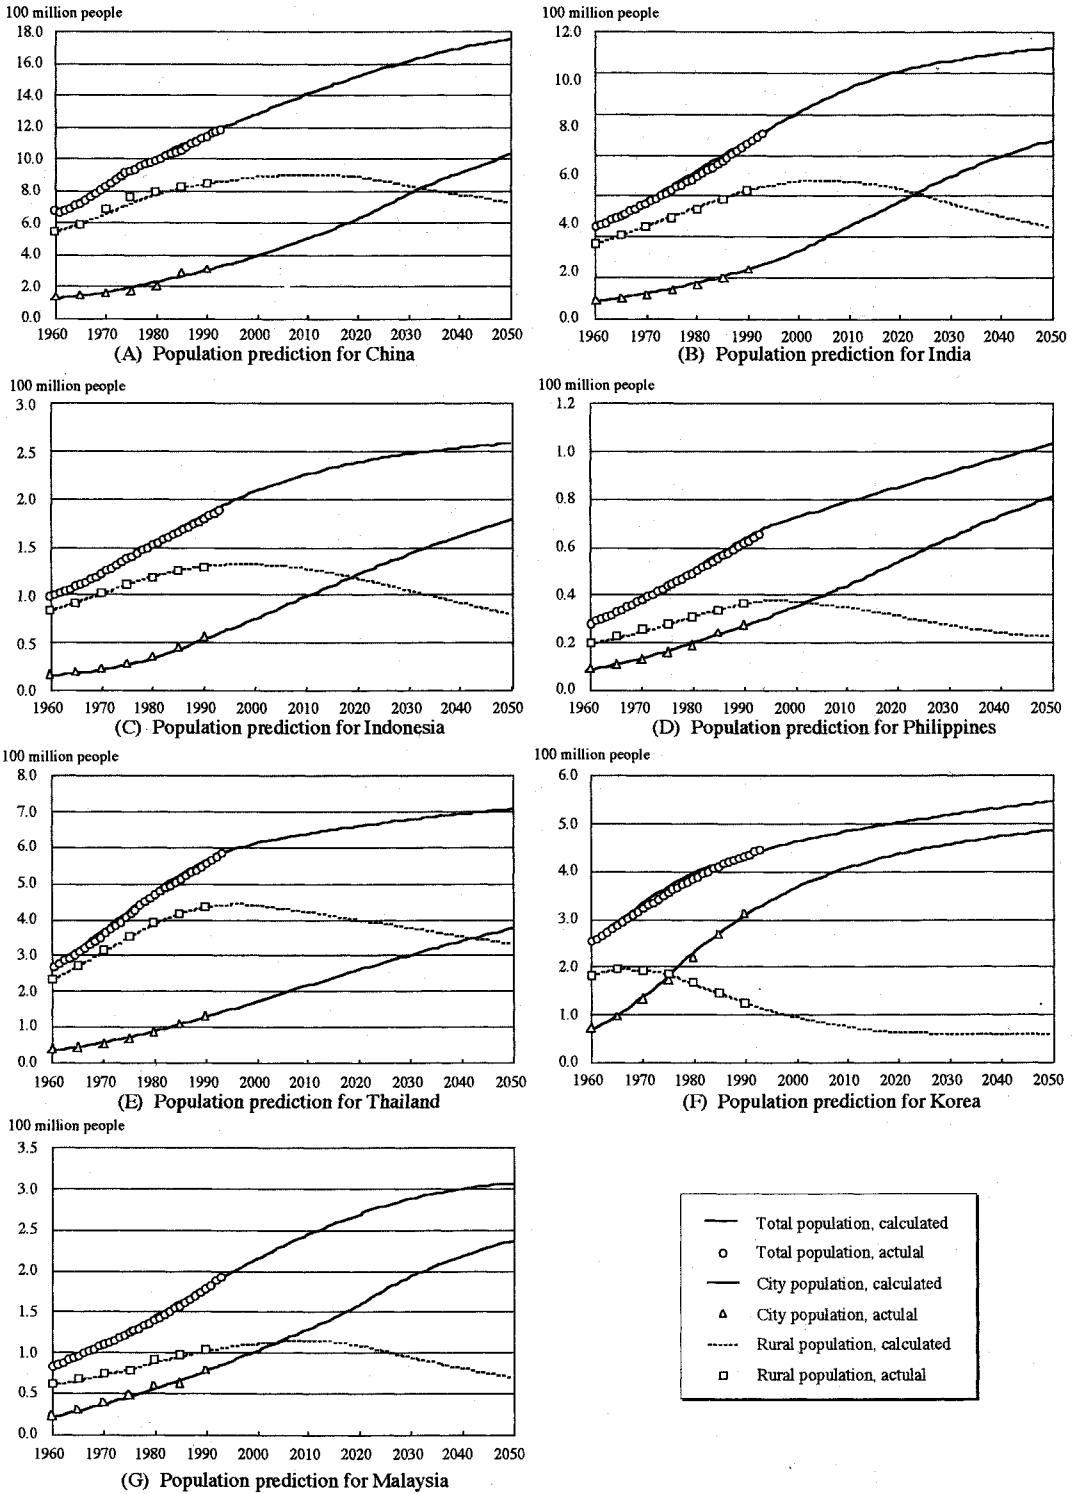 100 million people
18.0
16.0
14.0
12.0
10.0
8.0
6.0
4.0
2.0
0.0
1960 1970 1980 1990 2000 2010 2020 2030 2040 2050
(A) Population prediction for China
100 million people
12.0
10.0
8.0
6.0
4.0
2.0
0.0
1960 1970 1980 1990 2000 2010 2020 2030 2040 2050
(B) Population prediction for India
100 million people
3.0
2.5
2.0
1.5
1.0
0.5
0.0
1960 1970 1980 1990 2000 2010 2020 2030 2040 2050
(C) Population prediction for Indonesia
100 million people
1.2
1.0
0.8
0.6
0.4
0.2
0.0
1960 1970 1980 1990 2000 2010 2020 2030 2040 2050
(D) Population prediction for Philippines
100 million people
8.0
7.0
6.0
5.0
4.0
3.0
2.0
1.0
0.0
1960 1970 1980 1990 2000 2010 2020 2030 2040 2050
(E) Population prediction for Thailand
100 million people
6.0
5.0
4.0
3.0
2.0
1.0
0.0
1960 1970 1980 1990 2000 2010 2020 2030 2040 2050
(F) Population prediction for Korea
100 million people
3.5
3.0
2.5
2.0
1.5
1.0
0.5
0.0
1960 1970 1980 1990 2000 2010 2020 2030 2040 2050
(G) Population prediction for Malaysia
Total population, calculated
Total population, actulal
City population, calculated
City population, actulal
Rural population, calculated
Rural population, actulal